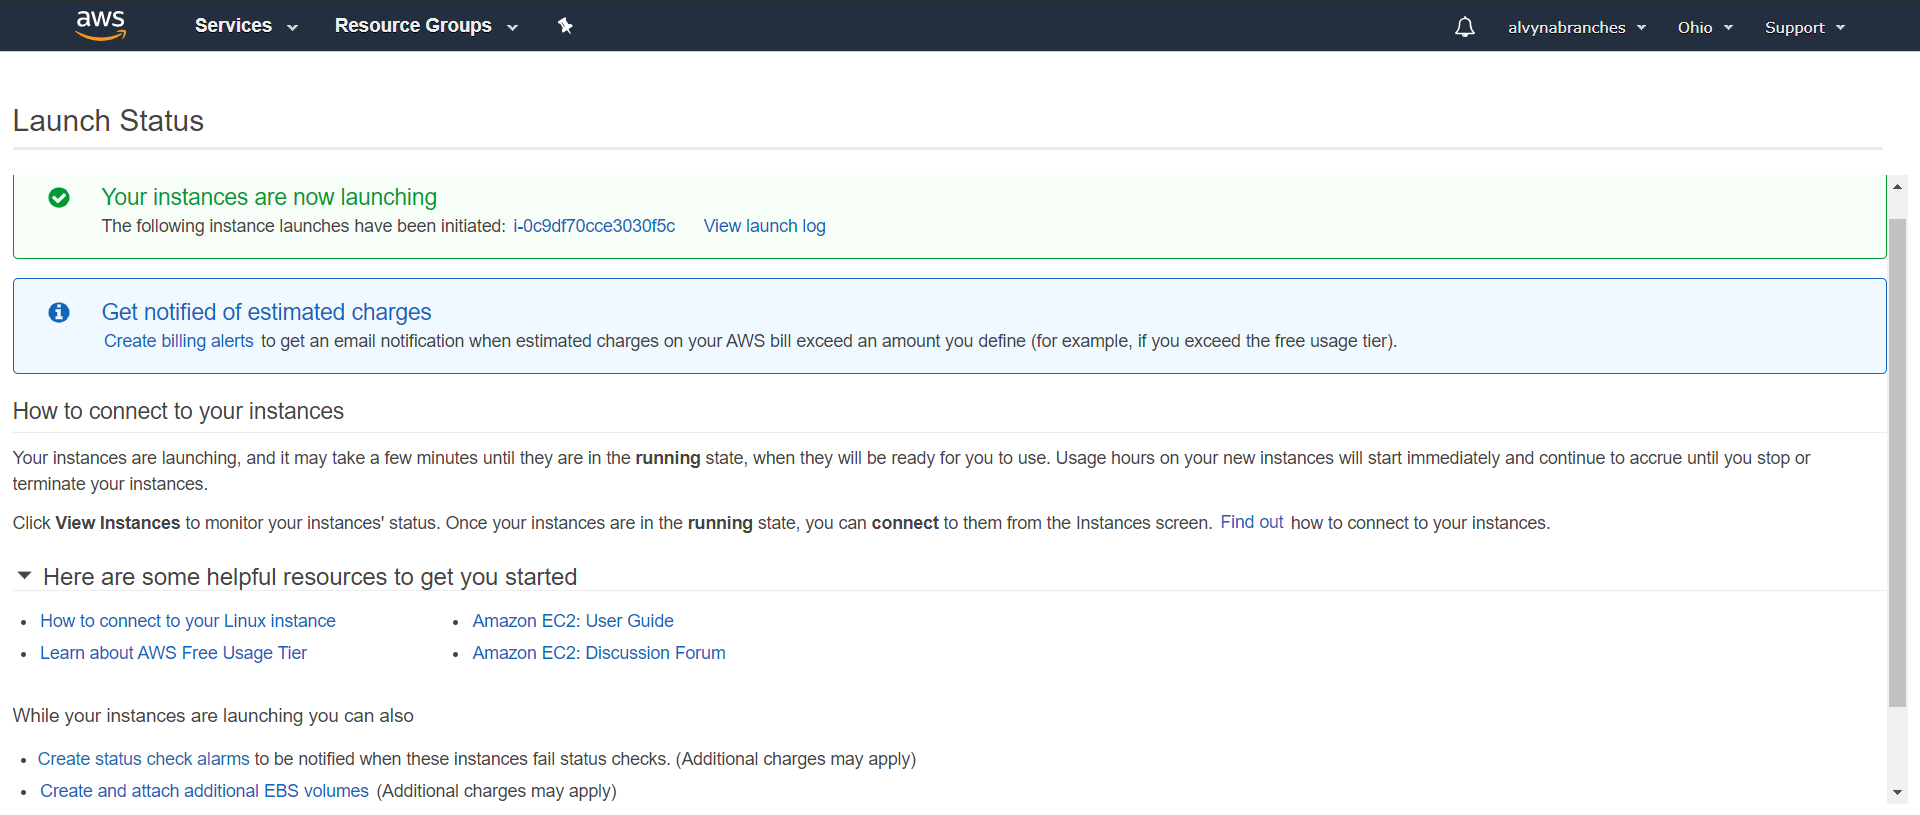 aws Services Resource Groups alvynabranches Ohio Support
Launch Status
Your instances are now launching
The following instance launches have been initiated: i-0c9df70cce3030f5c View launch log
Get notified of estimated charges
Create billing alerts to get an email notification when estimated charges on your AWS bill exceed an amount you define (for example, if you exceed the free usage tier).
How to connect to your instances
Your instances are launching, and it may take a few minutes until they are in the running state, when they will be ready for you to use. Usage hours on your new instances will start immediately and continue to accrue until you stop or
terminate your instances.
Click View Instances to monitor your instances' status. Once your instances are in the running state, you can connect to them from the Instances screen. Find out how to connect to your instances.
Here are some helpful resources to get you started
• How to connect to your Linux instance
• Learn about AWS Free Usage Tier
• Amazon EC2: User Guide
• Amazon EC2: Discussion Forum
While your instances are launching you can also
• Create status check alarms to be notified when these instances fail status checks. (Additional charges may apply)
• Create and attach additional EBS volumes (Additional charges may apply)